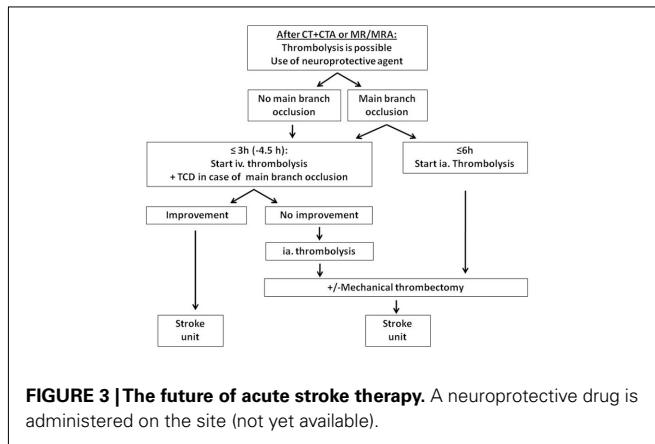 After CT+CTA or MR/MRA:
Thrombolysis is possible
Use of neuroprotective agent
No main branch
occlusion
Main branch
occlusion
≤ 3h (-4.5 h):
Start iv. thrombolysis
+ TCD in case of main branch occlusion
≤6h
Start ia. Thrombolysis
Improvement
No improvement
ia. thrombolysis
+/-Mechanical thrombectomy
Stroke
unit
Stroke
unit
FIGURE 3 | The future of acute stroke therapy. A neuroprotective drug is
administered on the site (not yet available).